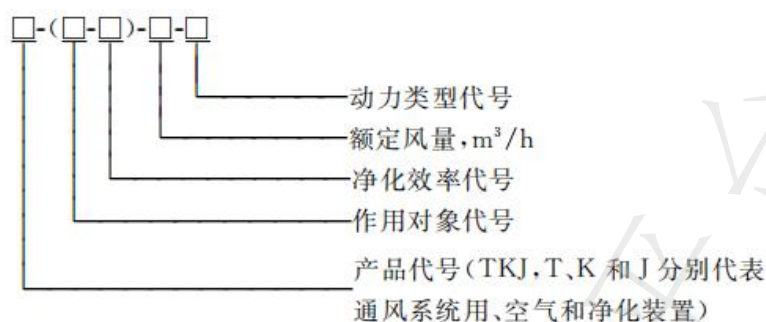 □-(□-□)-□-□
动力类型代号
额定风量,m³/h
净化效率代号
作用对象代号
产品代号(TKJ,T、K 和 J 分别代表
通风系统用、空气和净化装置)